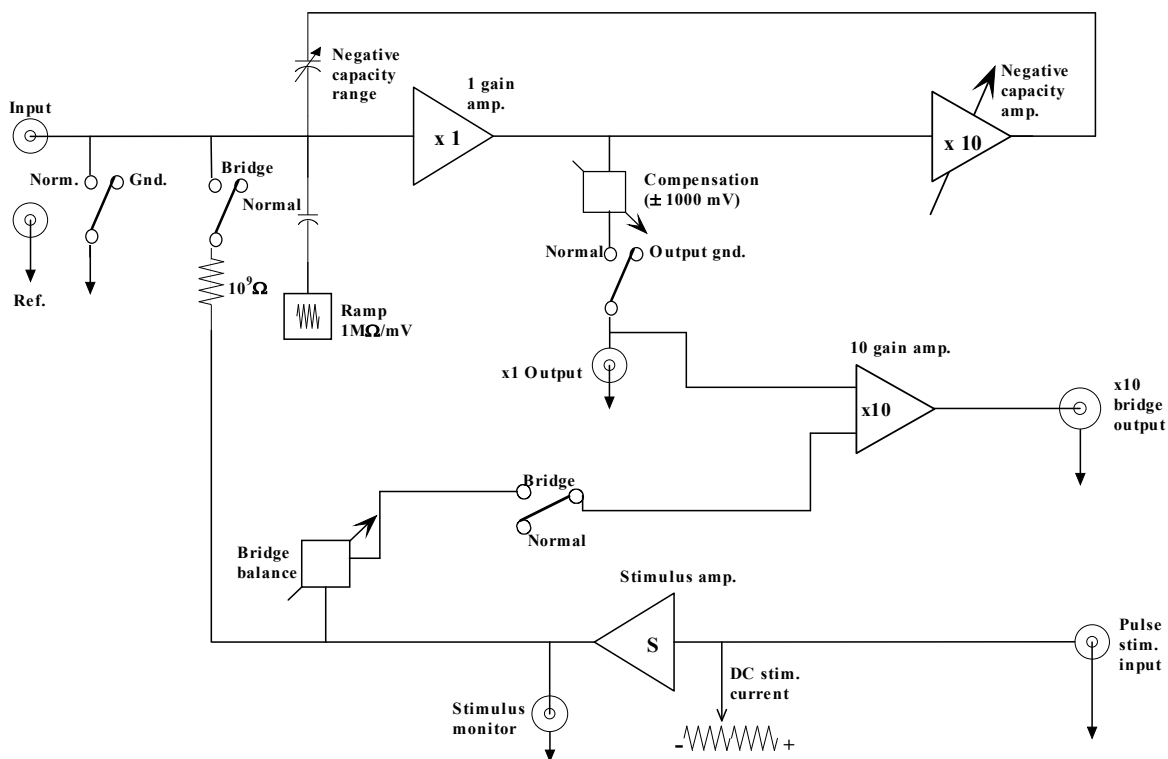 Negative
capacity
range
1 gain
amp.
Negative
capacity
amp.
Input
x 1
x 10
Norm.
Gnd.
Bridge
Normal
Compensation
(± 1000 mV)
Normal
Output gnd.
Ref.
10⁹Ω
Ramp
1MΩ/mV
10 gain amp.
x1 Output
x10
x10
bridge
output
Bridge
Normal
Bridge
balance
Stimulus amp.
S
Pulse
stim.
input
DC stim.
current
Stimulus
monitor
- +